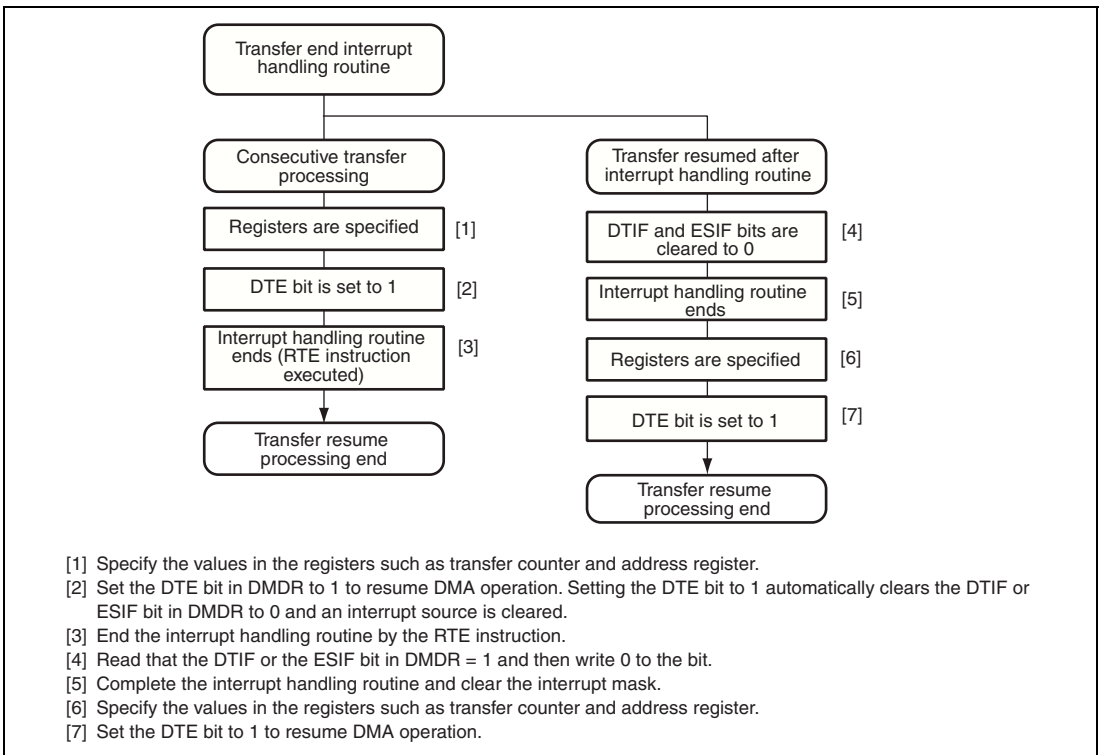 Transfer end interrupt
handling routine
Consecutive transfer
processing
Registers are specified
[1]
DTE bit is set to 1
[2]
Interrupt handling routine
ends (RTE instruction
executed)
[3]
Transfer resume
processing end
Transfer resumed after
interrupt handling routine
DTIF and ESIF bits are
cleared to 0
[4]
Interrupt handling routine
ends
[5]
Registers are specified
[6]
DTE bit is set to 1
[7]
Transfer resume
processing end
[1] Specify the values in the registers such as transfer counter and address register.
[2] Set the DTE bit in DMDR to 1 to resume DMA operation. Setting the DTE bit to 1 automatically clears the DTIF or
ESIF bit in DMDR to 0 and an interrupt source is cleared.
[3] End the interrupt handling routine by the RTE instruction.
[4] Read that the DTIF or the ESIF bit in DMDR = 1 and then write 0 to the bit.
[5] Complete the interrupt handling routine and clear the interrupt mask.
[6] Specify the values in the registers such as transfer counter and address register.
[7] Set the DTE bit to 1 to resume DMA operation.